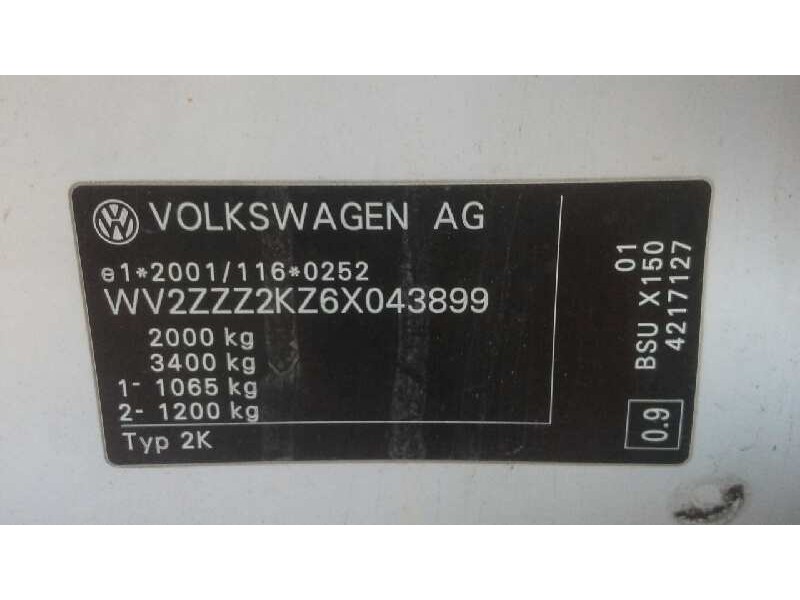 VOLKSWAGEN AG
e1*2001/116*0252
WV2ZZZ2KZ6X043899
2000 kg
3400 kg
1- 1065 kg
2- 1200 kg
Typ 2K
01
BSU X150
4217127
0.9